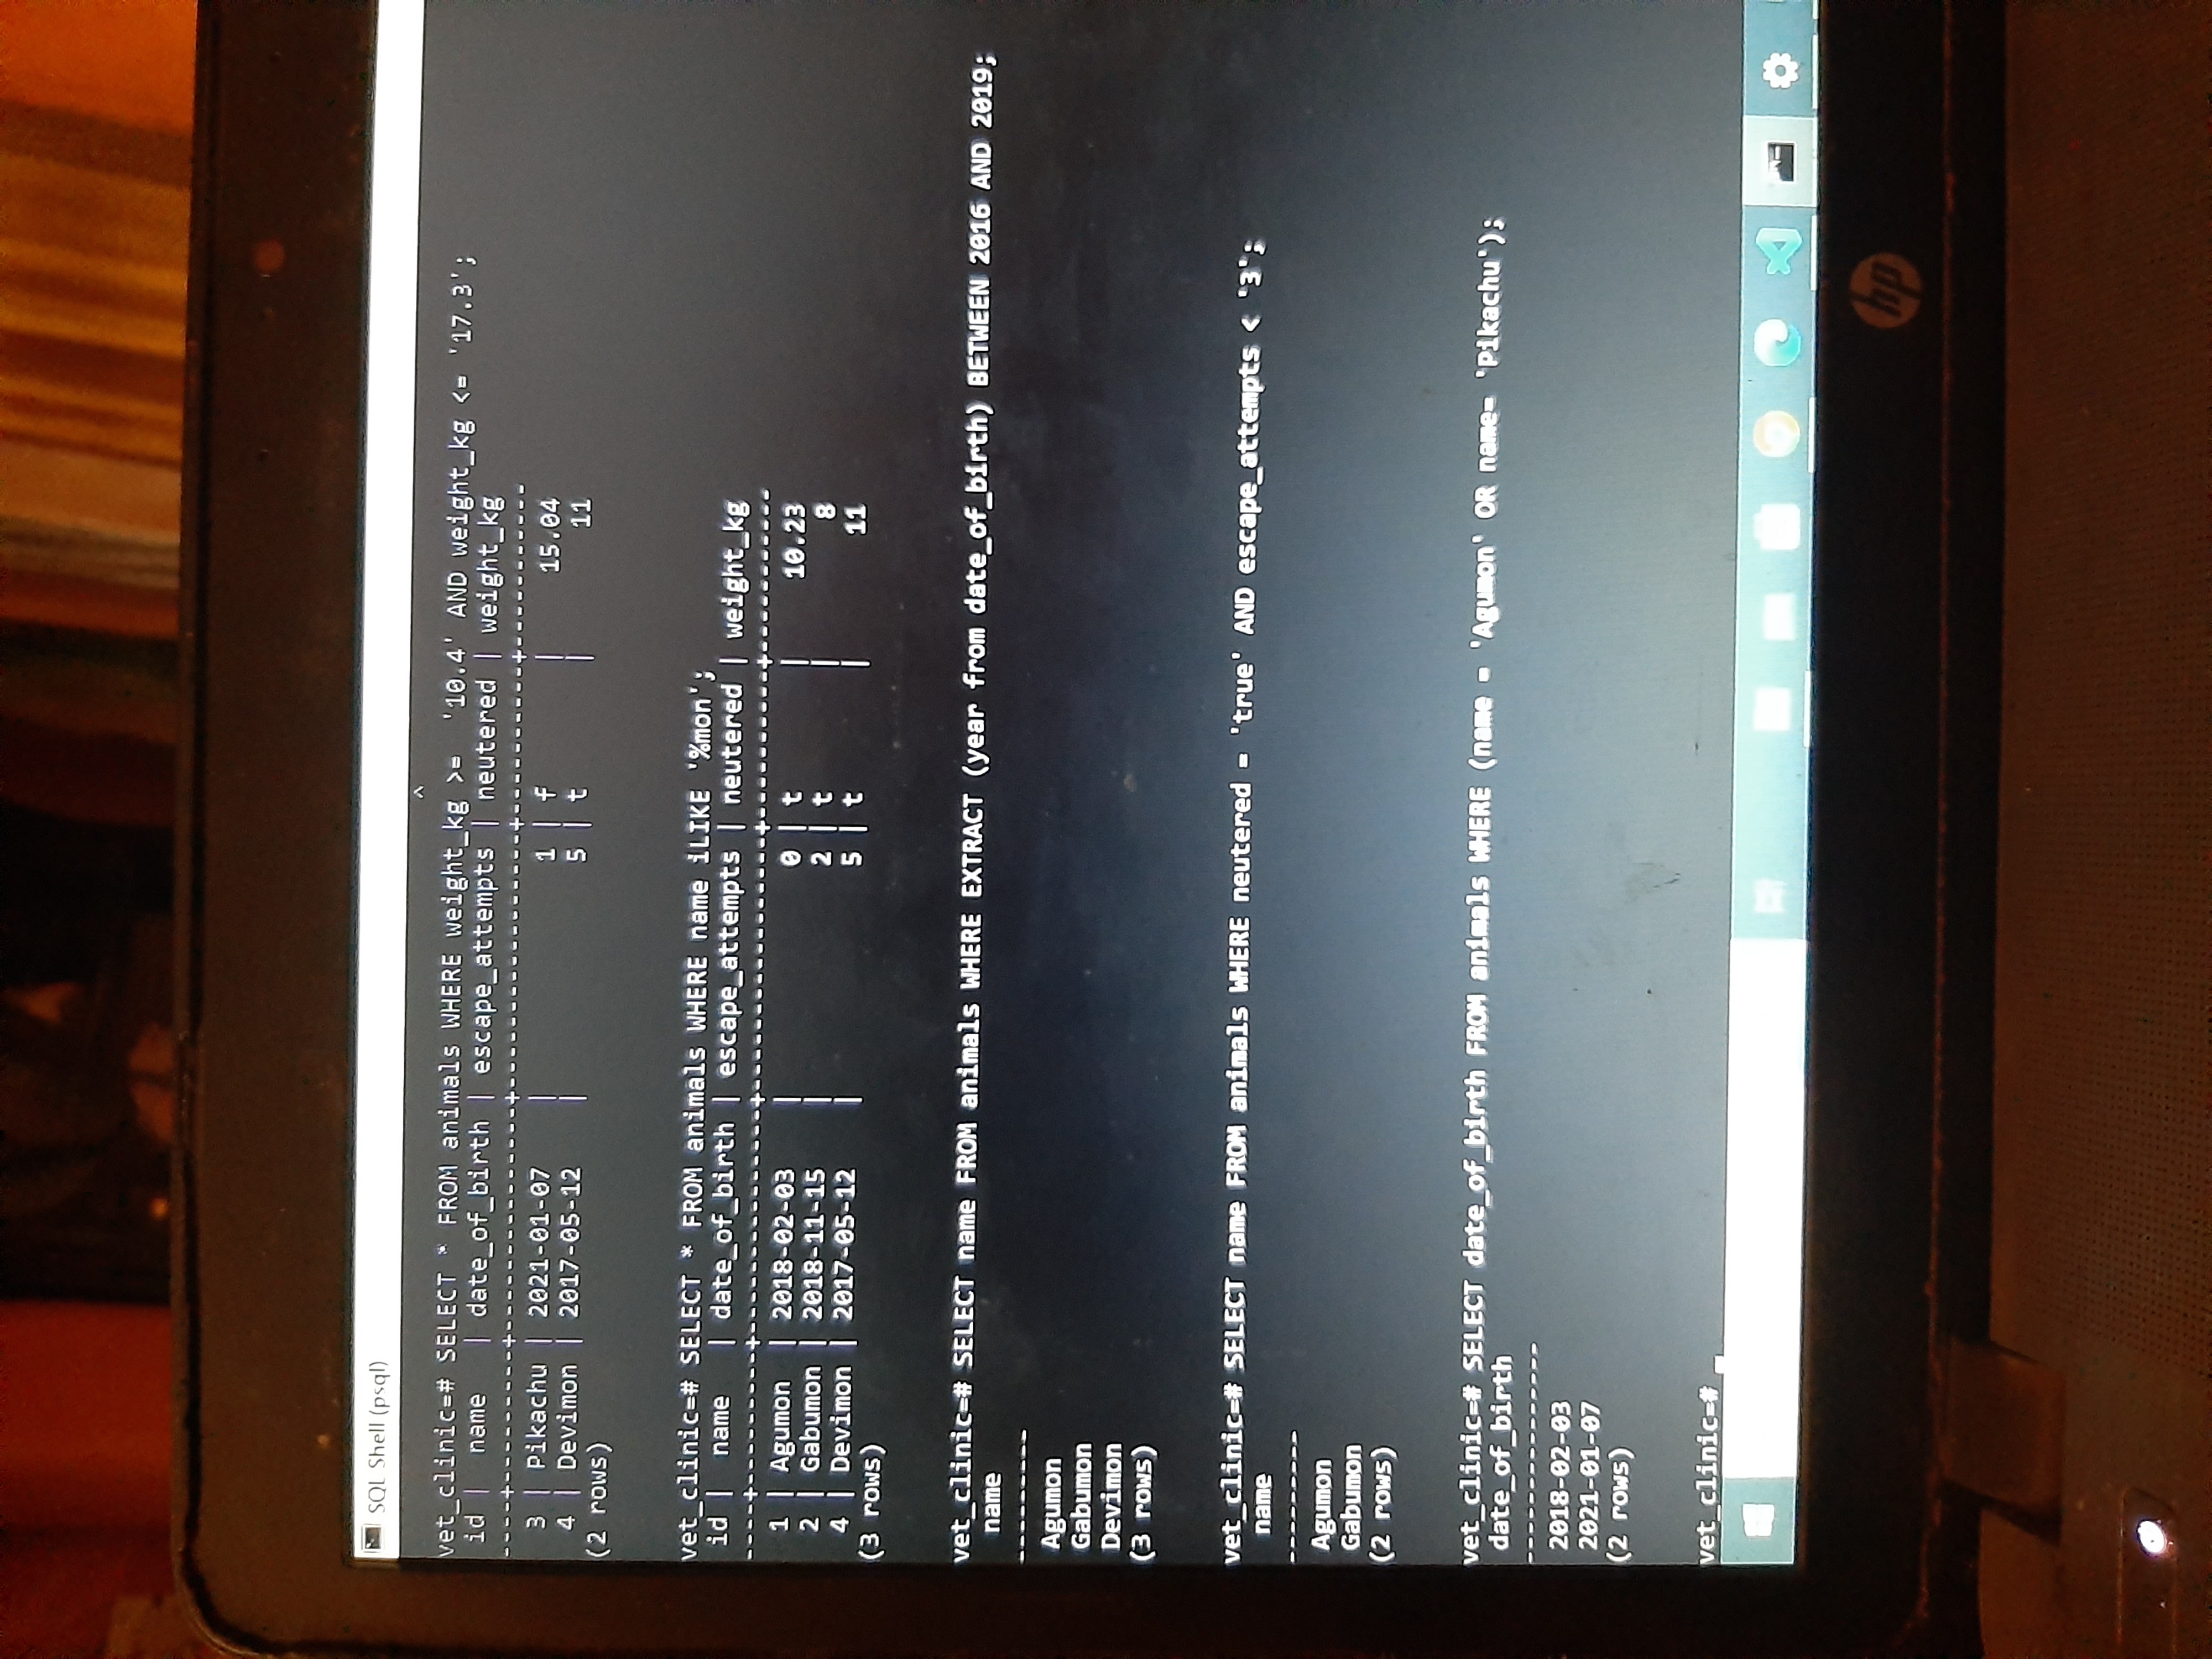 SQL Shell (psql)
^
vet_clinic=# SELECT * FROM animals WHERE weight_kg >=  '10.4' AND weight_kg <= '17.3';
 id |  name   | date_of_birth | escape_attempts | neutered | weight_kg
----+---------+---------------+-----------------+----------+-----------
  3 | Pikachu | 2021-01-07    |               1 | f        |     15.04
  4 | Devimon | 2017-05-12    |               5 | t        |        11
(2 rows)
vet_clinic=# SELECT * FROM animals WHERE name iLIKE '%mon';
 id |  name   | date_of_birth | escape_attempts | neutered | weight_kg
----+---------+---------------+-----------------+----------+-----------
  1 | Agumon  | 2018-02-03    |               0 | t        |     10.23
  2 | Gabumon | 2018-11-15    |               2 | t        |         8
  4 | Devimon | 2017-05-12    |               5 | t        |        11
(3 rows)
vet_clinic=# SELECT name FROM animals WHERE EXTRACT (year from date_of_birth) BETWEEN 2016 AND 2019;
  name
---------
 Agumon
 Gabumon
 Devimon
(3 rows)
vet_clinic=# SELECT name FROM animals WHERE neutered = 'true' AND escape_attempts < '3';
  name
---------
 Agumon
 Gabumon
(2 rows)
vet_clinic=# SELECT date_of_birth FROM animals WHERE (name = 'Agumon' OR name= 'Pikachu');
 date_of_birth
---------------
 2018-02-03
 2021-01-07
(2 rows)
vet_clinic=# _
hp